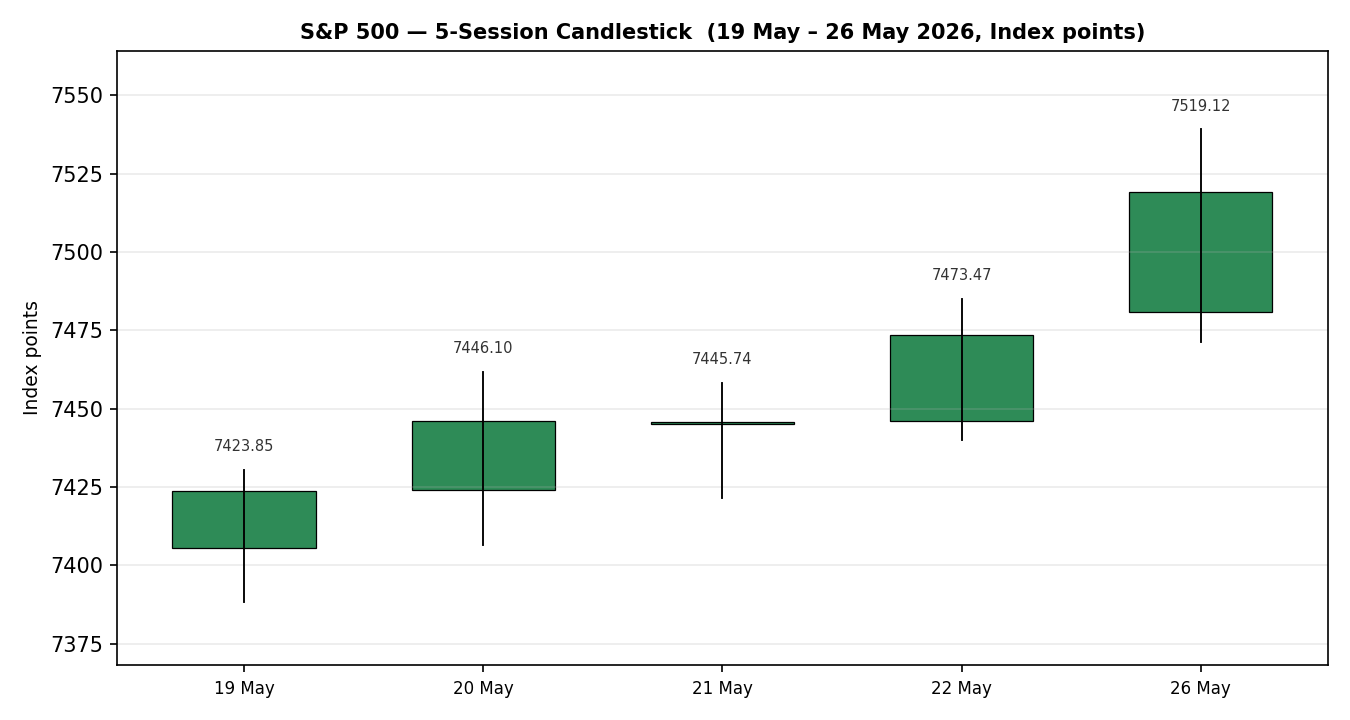 S&P 500 — 5-Session Candlestick (19 May – 26 May 2026, Index points)
Index points
7550
7525
7500
7475
7450
7425
7400
7375
7423.85
7446.10
7445.74
7473.47
7519.12
19 May
20 May
21 May
22 May
26 May